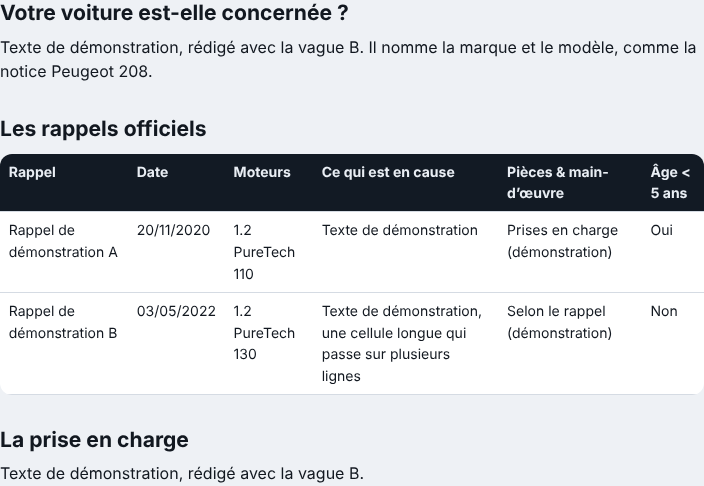 Votre voiture est-elle concernée ?
Texte de démonstration, rédigé avec la vague B. Il nomme la marque et le modèle, comme la
notice Peugeot 208.
Les rappels officiels
Rappel Date Moteurs Ce qui est en cause Pièces & main- Âge <
d’œuvre 5 ans
Rappel de 20/11/2020 1.2 Texte de démonstration Prises en charge Oui
démonstration A PureTech (démonstration)
110
Rappel de 03/05/2022 1.2 Texte de démonstration, Selon le rappel Non
démonstration B PureTech une cellule longue qui (démonstration)
130 passe sur plusieurs
lignes
La prise en charge
Texte de démonstration, rédigé avec la vague B.